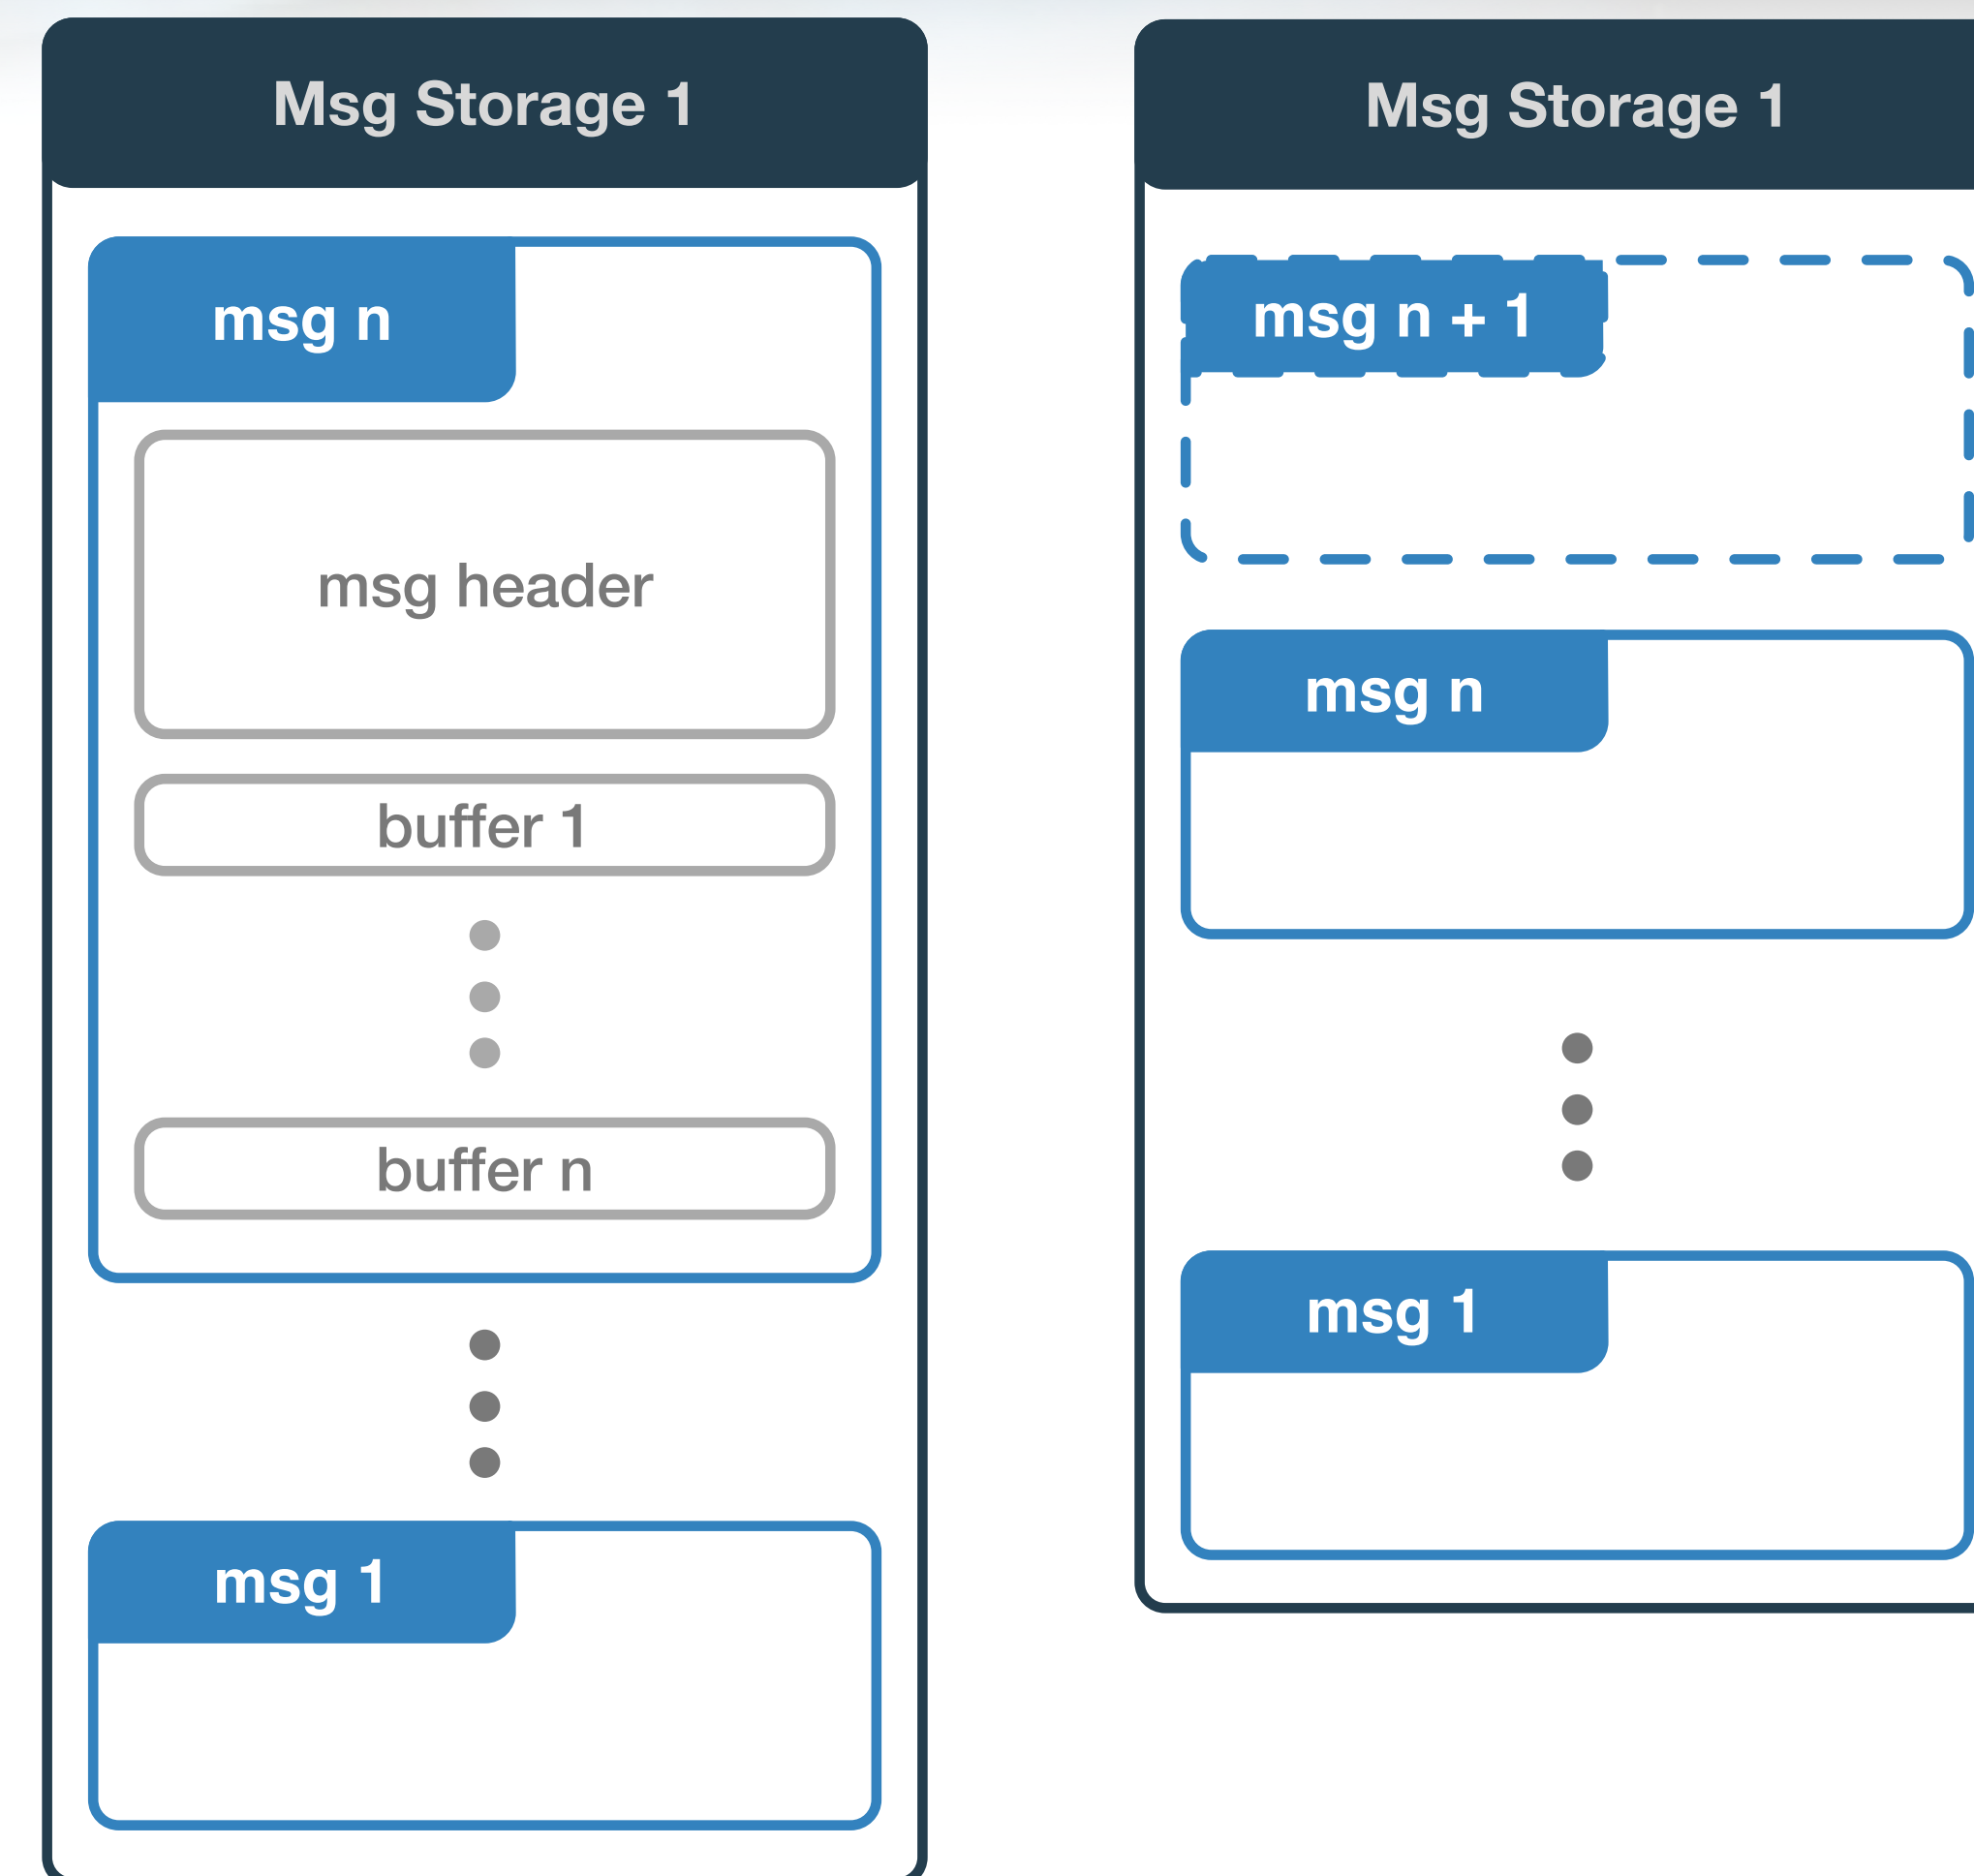 Msg Storage 1
msg n
msg header
buffer 1
buffer n
msg 1
Msg Storage 1
msg n + 1
msg n
msg 1